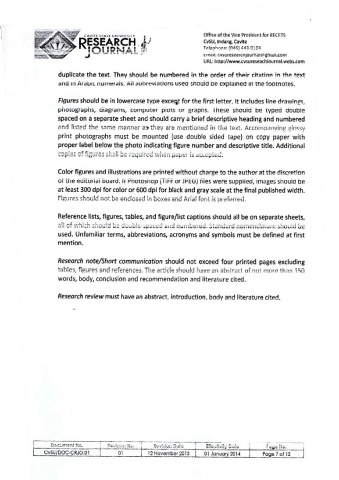 CAVITE STATE UNIVERSITY
RESEARCH
JOURNAL
Office of the Vice President for RECETS
CvSU, Indang, Cavite
URL: http://www.cvsuresearchjournal.webs.com
duplicate the text. They should be numbered in the order of their citation in the text
and in Arabic numerals. All abbreviations used should be explained in the footnotes.
Figures should be in lowercase type except for the first letter. It includes line drawings,
photographs, diagrams, computer plots or graphs. These should be typed double
spaced on a separate sheet and should carry a brief descriptive heading and numbered
and listed the same manner as they are mentioned in the text. Accompanying glossy
print photographs must be mounted (use double sided tape) on copy paper with
proper label below the photo indicating figure number and descriptive title. Additional
copies of figures shall be required when paper is accepted.
Color figures and illustrations are printed without charge to the author at the discretion
of the editorial board. If Photoshop (TIFF or JPEG) files were supplied, images should be
at least 300 dpi for color or 600 dpi for black and gray scale at the final published width.
Figures should not be enclosed in boxes and Arial font is preferred.
Reference lists, figures, tables, and figure/list captions should all be on separate sheets,
all of which should be double spaced and numbered. Standard nomenclature should be
used. Unfamiliar terms, abbreviations, acronyms and symbols must be defined at first
mention.
Research note/Short communication should not exceed four printed pages excluding
tables, figures and references. The article should have an abstract of not more than 150
words, body, conclusion and recommendation and literature cited.
Research review must have an abstract, introduction, body and literature cited.
Document No. Revision No. Revision Date Effectivity Date Page No.
CvSU/DOC-CRJO.01 01 12 November 2013 01 January 2014 Page 7 of 15